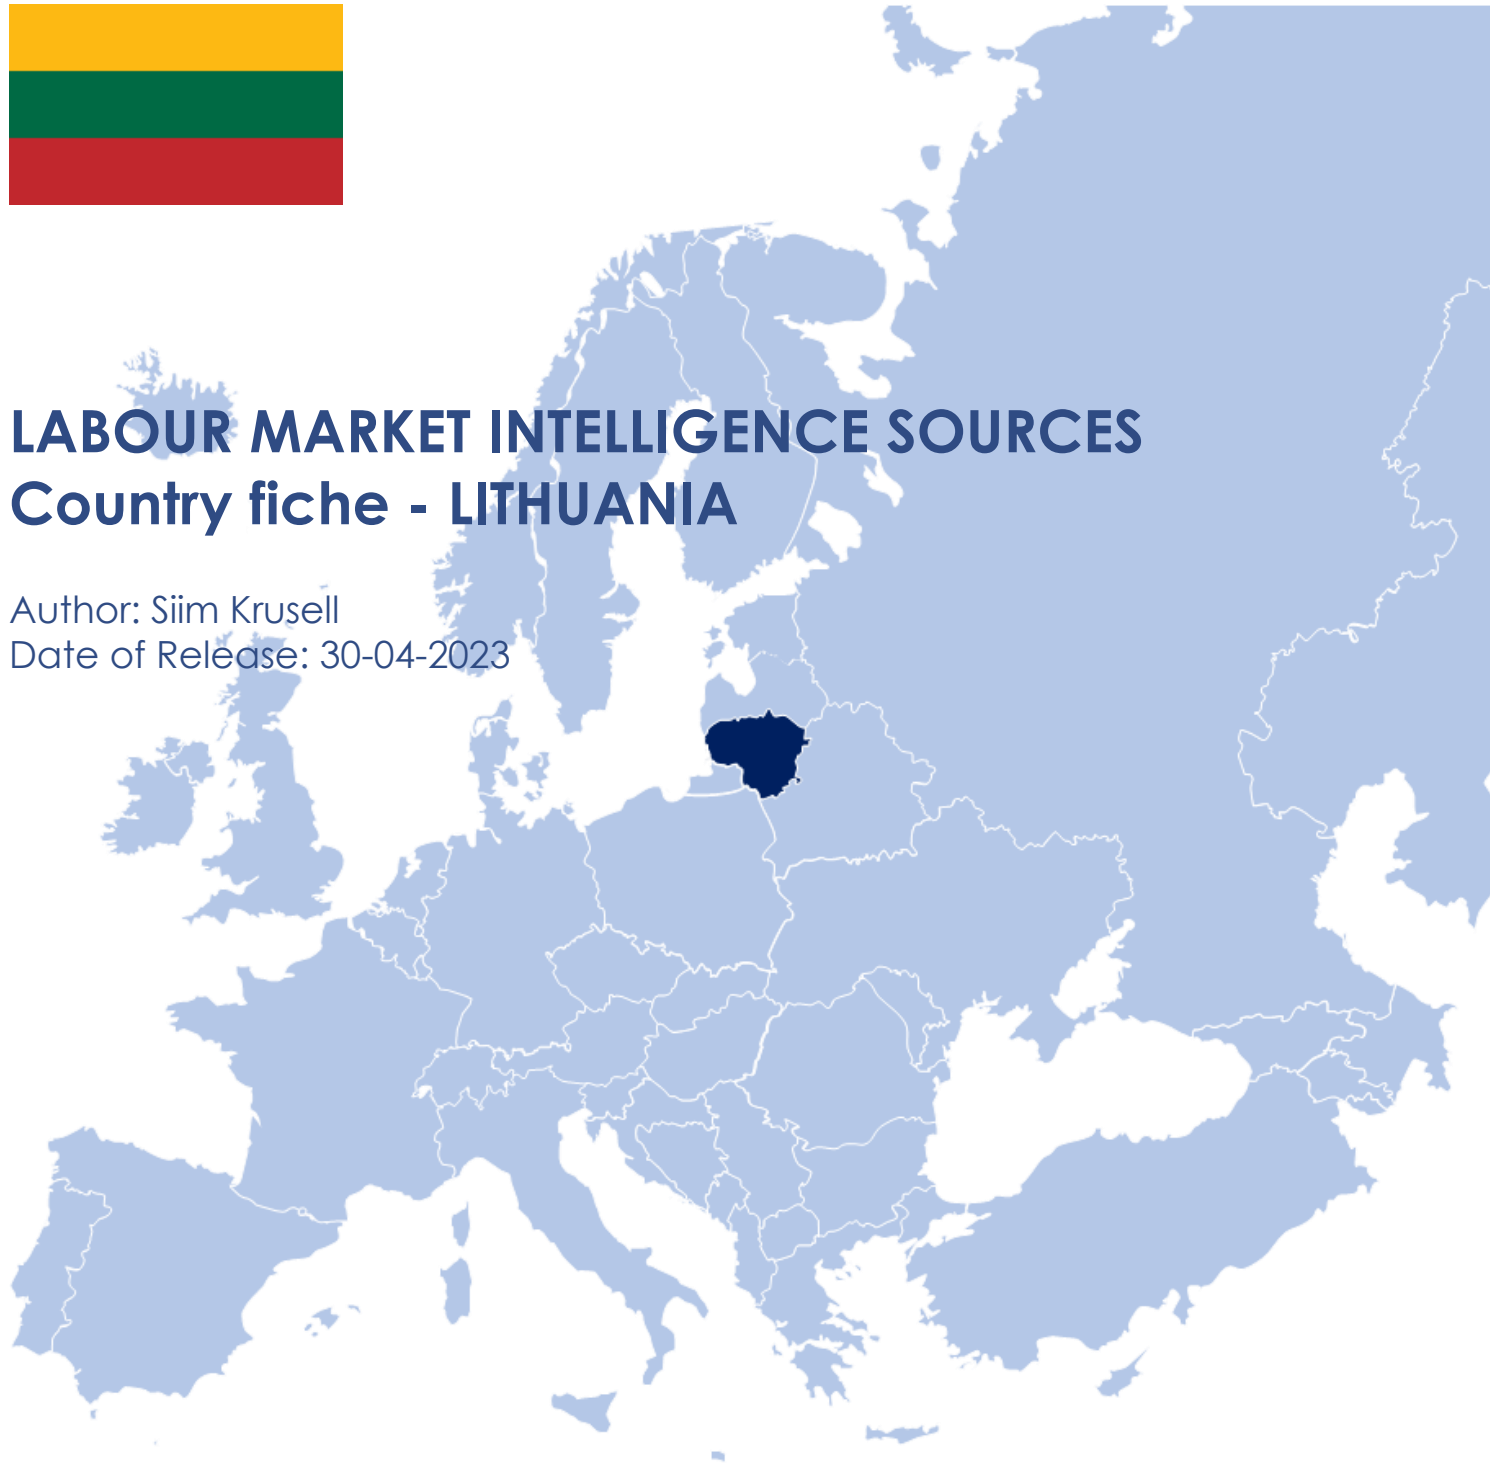 LABOUR MARKET INTELLIGENCE SOURCES
Country fiche - LITHUANIA
Author: Siim Krusell
Date of Release: 30-04-2023